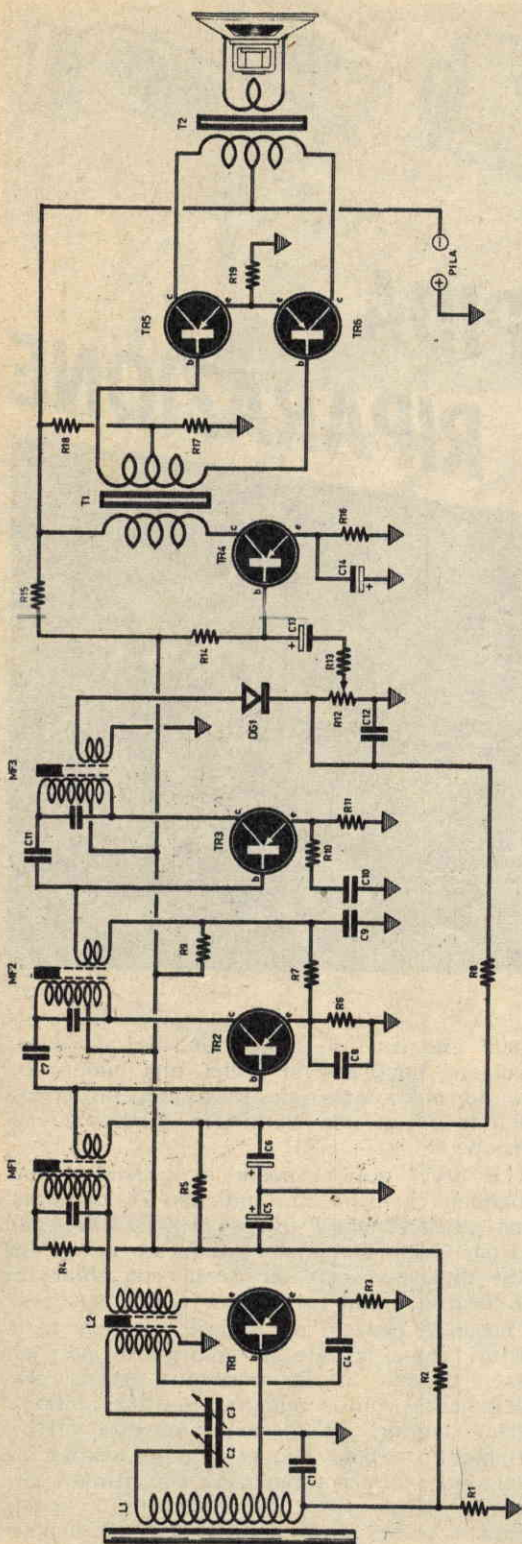 L1
C2
C3
C1
R1
R2
L2
TR1
b
e
C4
R3
R4
MF1
R5
C5
+
C6
+
C7
MF2
TR2
b
c
e
C8
R6
R7
R9
C9
C11
MF3
TR3
b
c
e
R10
C10
R11
R8
DG1
R12
C12
R13
C13
+
R14
R15
TR4
b
c
e
C14
+
R16
T1
R18
R17
TR5
b
c
e
TR6
b
c
e
R19
T2
+
PILA
−